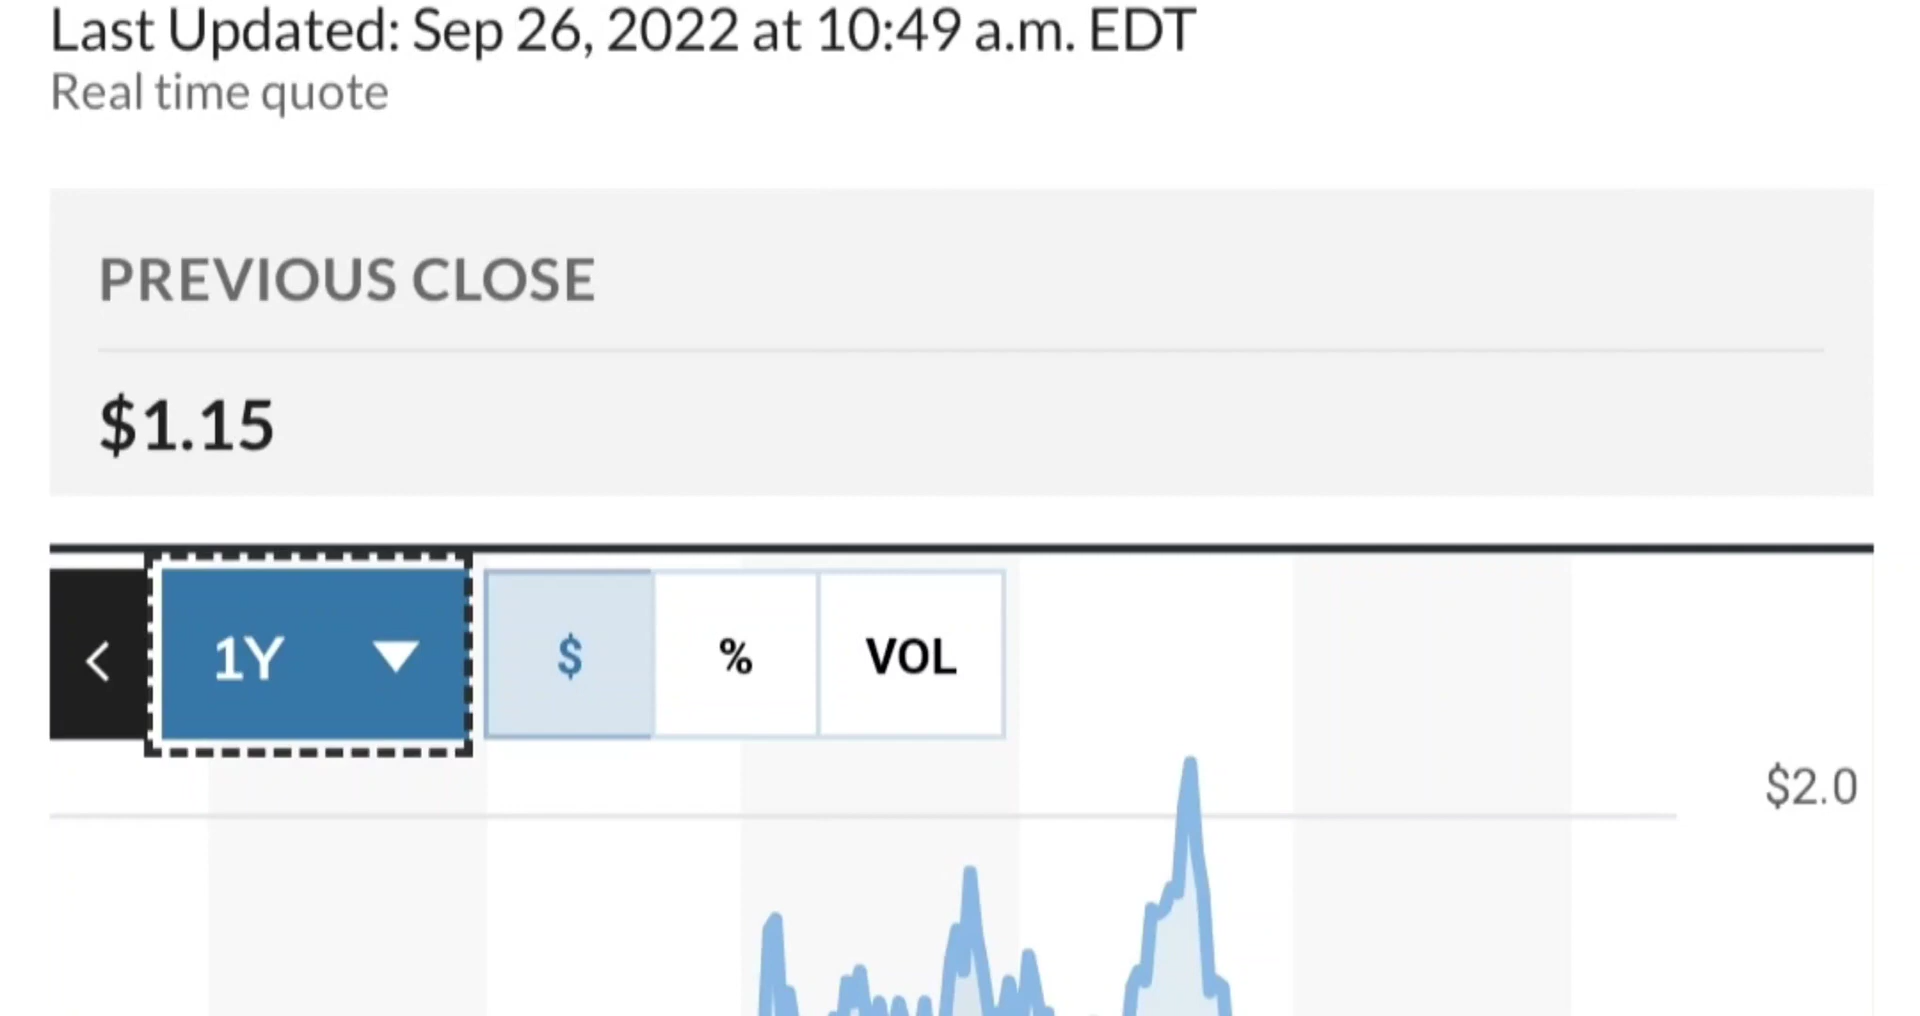 Last Updated: Sep 26, 2022 at 10:49 a.m. EDT
Real time quote
PREVIOUS CLOSE
$1.15
1Y $ % VOL
$2.0